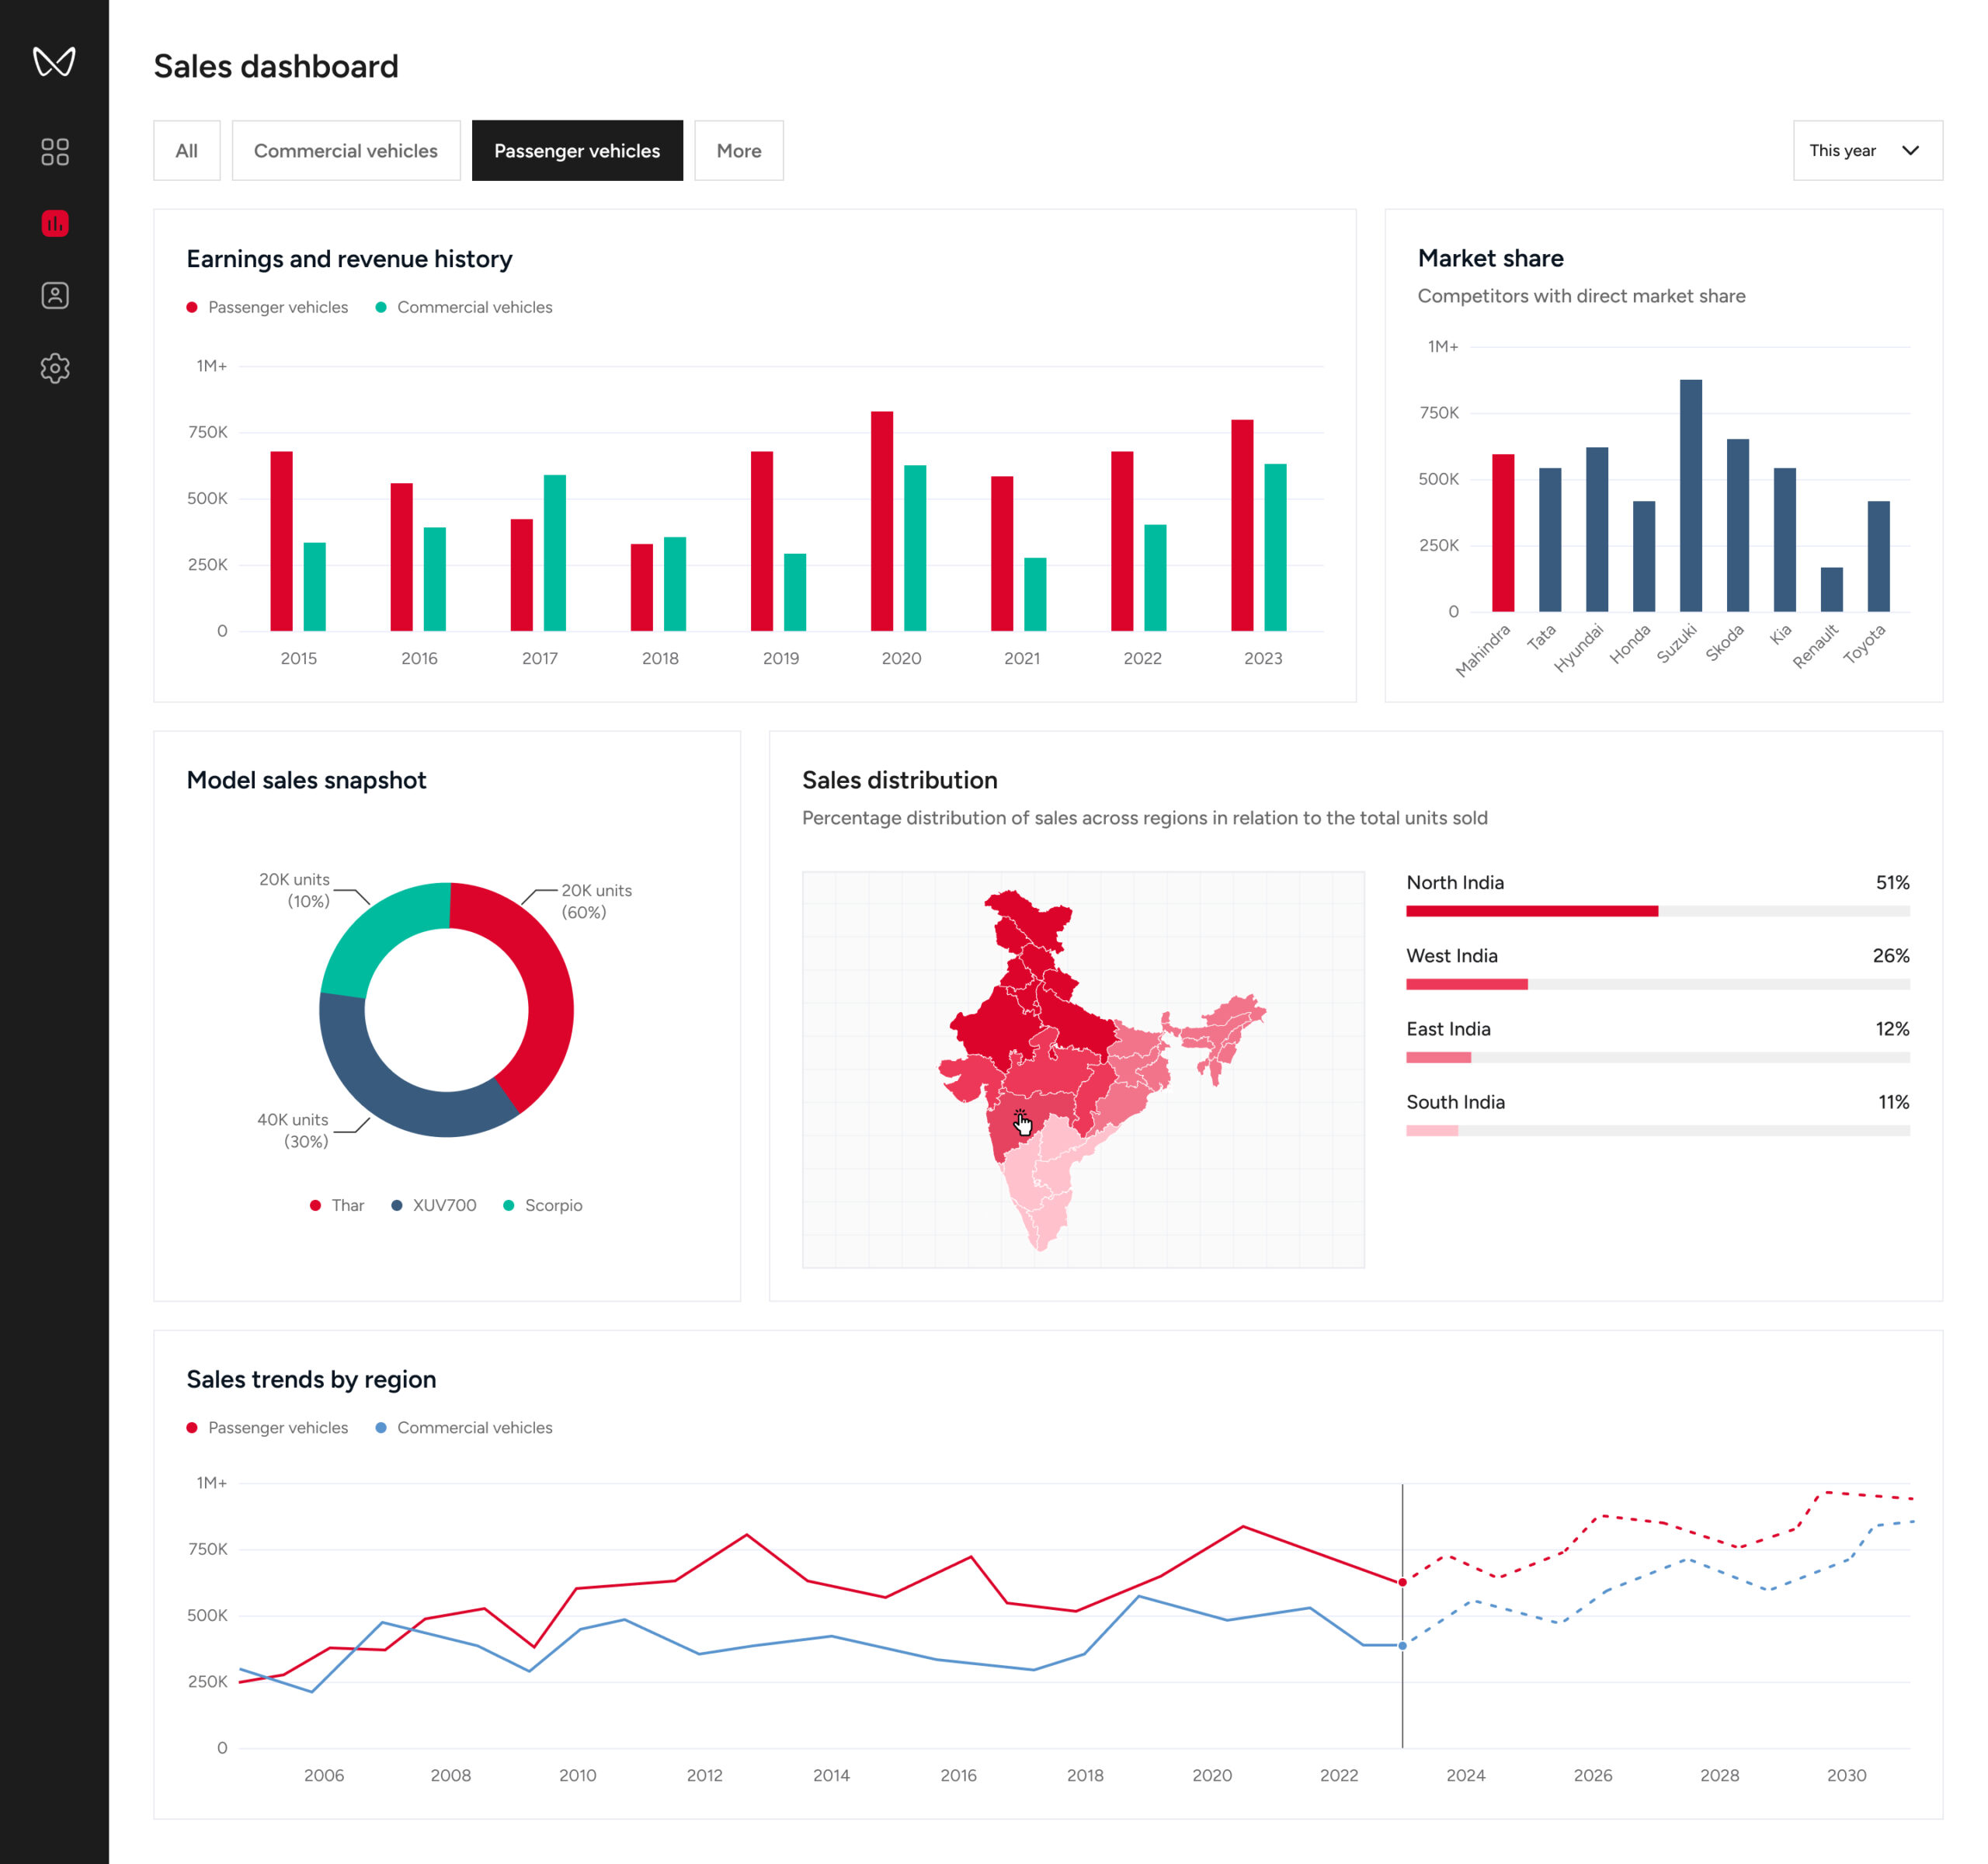 Sales dashboard
All
Commercial vehicles
Passenger vehicles
More
This year
Earnings and revenue history
Passenger vehicles
Commercial vehicles
1M+
750K
500K
250K
0
2015
2016
2017
2018
2019
2020
2021
2022
2023
Market share
Competitors with direct market share
1M+
750K
500K
250K
0
Mahindra
Tata
Hyundai
Honda
Suzuki
Skoda
Kia
Renault
Toyota
Model sales snapshot
20K units
(10%)
20K units
(60%)
40K units
(30%)
Thar
XUV700
Scorpio
Sales distribution
Percentage distribution of sales across regions in relation to the total units sold
North India
51%
West India
26%
East India
12%
South India
11%
Sales trends by region
Passenger vehicles
Commercial vehicles
1M+
750K
500K
250K
0
2006
2008
2010
2012
2014
2016
2018
2020
2022
2024
2026
2028
2030